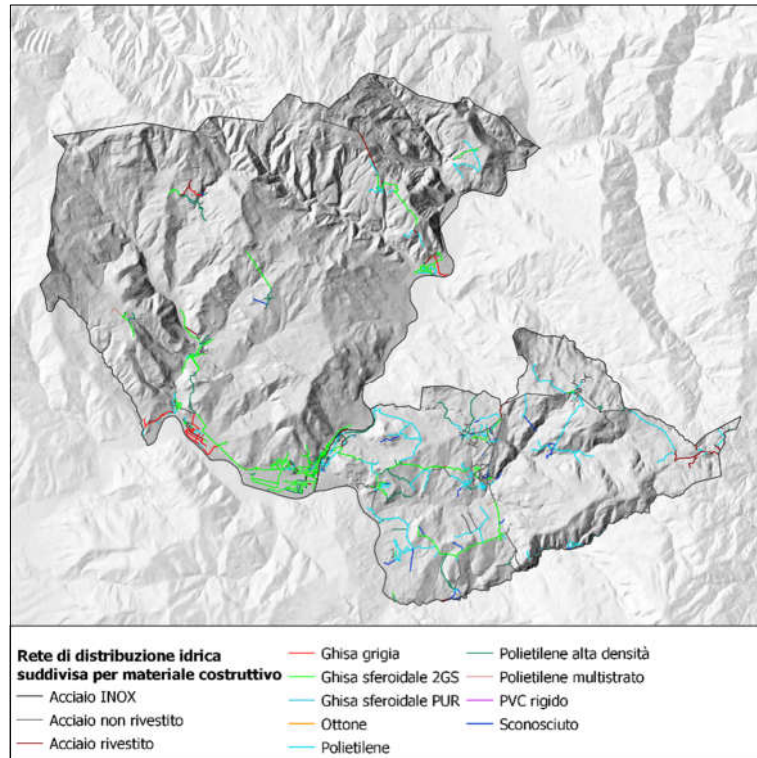 Rete di distribuzione idrica
suddivisa per materiale costruttivo
Acciaio INOX
Acciaio non rivestito
Acciaio rivestito
Ghisa grigia
Ghisa sferoidale 2GS
Ghisa sferoidale PUR
Ottone
Polietilene
Polietilene alta densità
Polietilene multistrato
PVC rigido
Sconosciuto